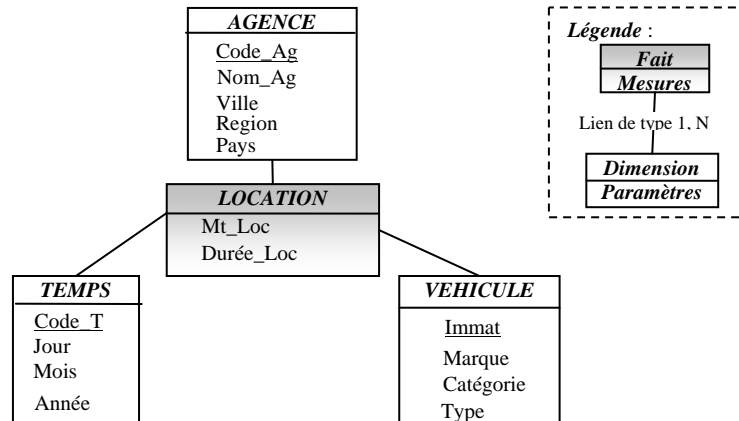 AGENCE
Code_Ag
Nom_Ag
Ville
Region
Pays
Légende :
Fait
Mesures
Lien de type 1, N
Dimension
Paramètres
LOCATION
Mt_Loc
Durée_Loc
TEMPS
Code_T
Jour
Mois
Année
VEHICULE
Immat
Marque
Catégorie
Type